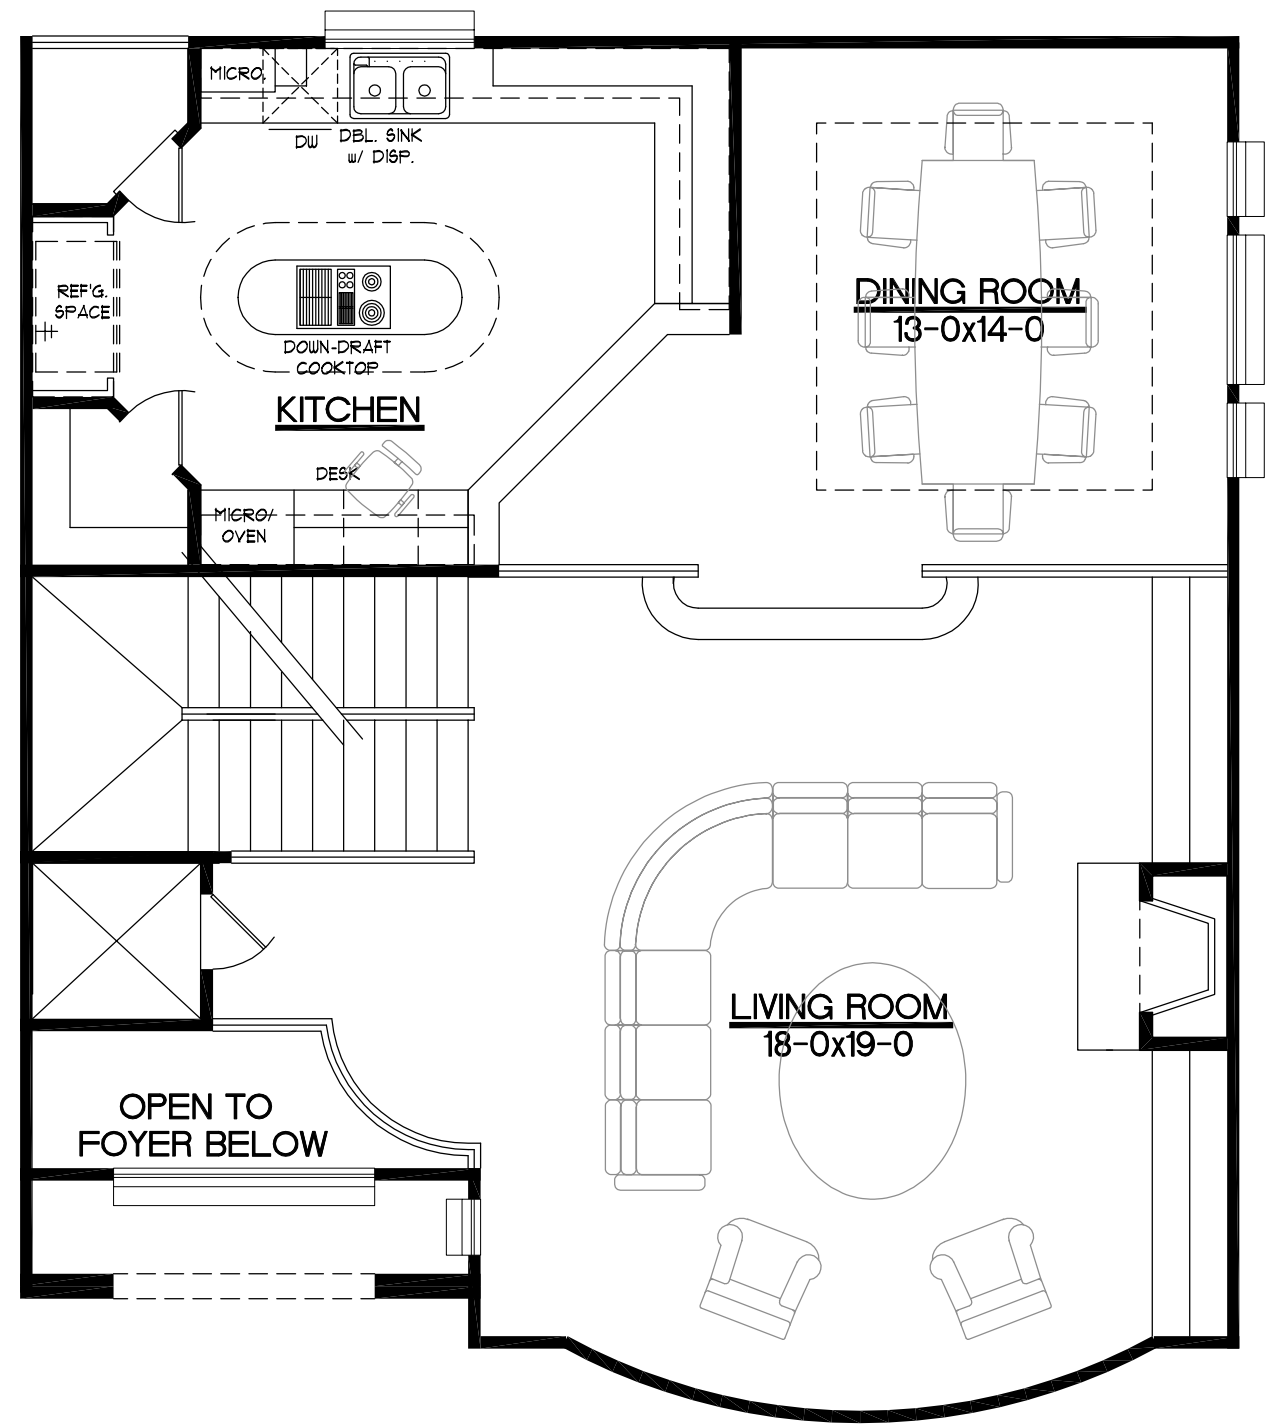 MICRO.
DW
DBL. SINK
w/ DISP.
REF'G.
SPACE
DOWN-DRAFT
COOKTOP
KITCHEN
DESK
MICRO/
OVEN
DINING ROOM
13-0x14-0
LIVING ROOM
18-0x19-0
OPEN TO
FOYER BELOW